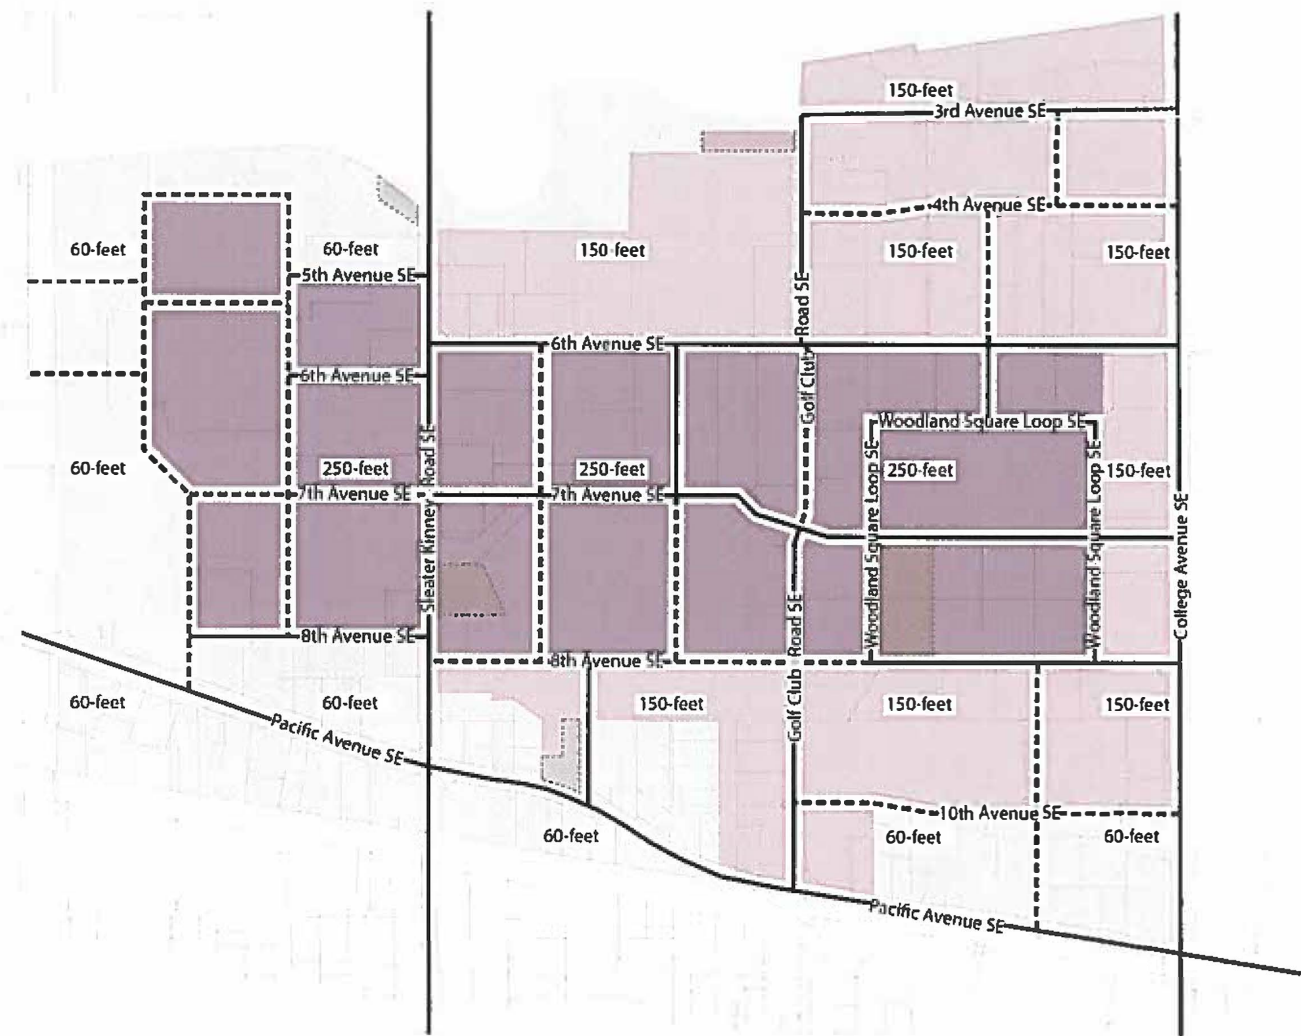 150-feet
3rd Avenue SE
4th Avenue SE
60-feet
60-feet
150-feet
150-feet
150-feet
5th Avenue SE
Golf Club Road SE
6th Avenue SE
6th Avenue SE
Woodland Square Loop SE
60-feet
250-feet
250-feet
250-feet
150-feet
7th Avenue SE
7th Avenue SE
Sleater Kinney Road SE
Woodland Square Loop SE
Woodland Square Loop SE
College Avenue SE
8th Avenue SE
8th Avenue SE
Golf Club Road SE
60-feet
60-feet
150-feet
150-feet
150-feet
Pacific Avenue SE
10th Avenue SE
60-feet
60-feet
60-feet
Pacific Avenue SE